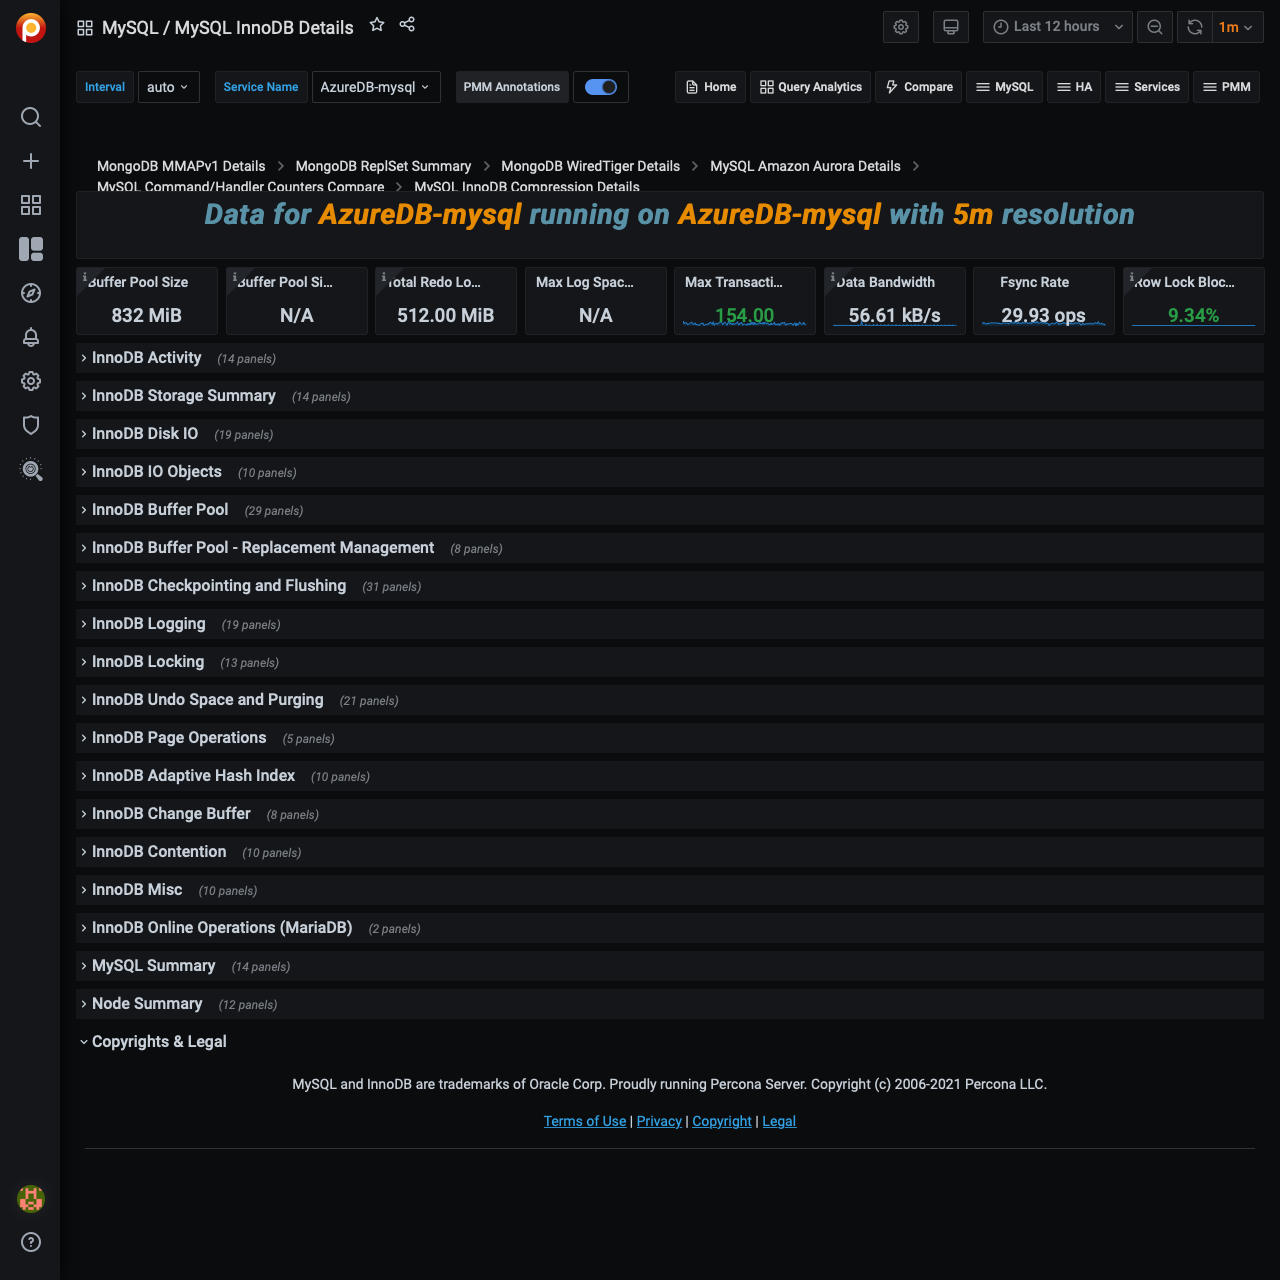 MySQL / MySQL InnoDB Details
Last 12 hours
1m
Interval auto Service Name AzureDB-mysql PMM Annotations
Home Query Analytics Compare MySQL HA Services PMM
MongoDB MMAPv1 Details > MongoDB ReplSet Summary > MongoDB WiredTiger Details > MySQL Amazon Aurora Details >
MySQL Command/Handler Counters Compare > MySQL InnoDB Compression Details
Data for AzureDB-mysql running on AzureDB-mysql with 5m resolution
Buffer Pool Size
832 MiB
Buffer Pool Si...
N/A
Total Redo Lo...
512.00 MiB
Max Log Spac...
N/A
Max Transacti...
154.00
Data Bandwidth
56.61 kB/s
Fsync Rate
29.93 ops
Row Lock Bloc...
9.34%
InnoDB Activity (14 panels)
InnoDB Storage Summary (14 panels)
InnoDB Disk IO (19 panels)
InnoDB IO Objects (10 panels)
InnoDB Buffer Pool (29 panels)
InnoDB Buffer Pool - Replacement Management (8 panels)
InnoDB Checkpointing and Flushing (31 panels)
InnoDB Logging (19 panels)
InnoDB Locking (13 panels)
InnoDB Undo Space and Purging (21 panels)
InnoDB Page Operations (5 panels)
InnoDB Adaptive Hash Index (10 panels)
InnoDB Change Buffer (8 panels)
InnoDB Contention (10 panels)
InnoDB Misc (10 panels)
InnoDB Online Operations (MariaDB) (2 panels)
MySQL Summary (14 panels)
Node Summary (12 panels)
Copyrights & Legal
MySQL and InnoDB are trademarks of Oracle Corp. Proudly running Percona Server. Copyright (c) 2006-2021 Percona LLC.
Terms of Use | Privacy | Copyright | Legal